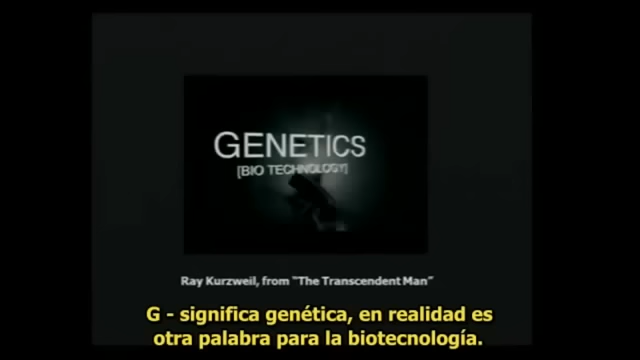 GENETICS
[BIO TECHNOLOGY]
Ray Kurzweil, from "The Transcendent Man"
G - significa genética, en realidad es
otra palabra para la biotecnología.